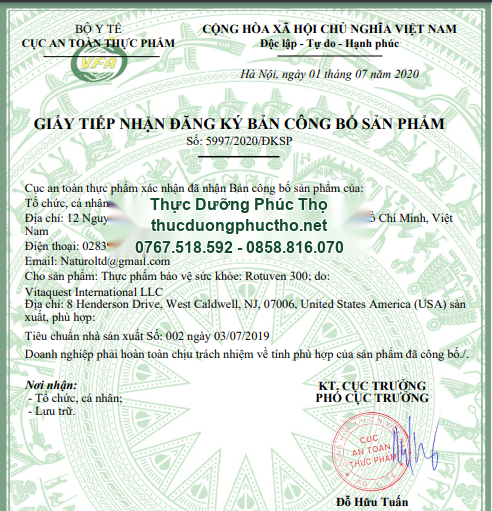 BỘ Y TẾ
CỤC AN TOÀN THỰC PHẨM
CỘNG HÒA XÃ HỘI CHỦ NGHĨA VIỆT NAM
Độc lập - Tự do - Hạnh phúc
VFA
Hà Nội, ngày 01 tháng 07 năm 2020
GIẤY TIẾP NHẬN ĐĂNG KÝ BẢN CÔNG BỐ SẢN PHẨM
Số: 5997/2020/ĐKSP
Cục an toàn thực phẩm xác nhận đã nhận Bản công bố sản phẩm của:
Tổ chức, cá nhân
Thực Dưỡng Phúc Thọ
Địa chỉ: 12 Chí Minh, Việt
Nam
thucduongphuctho.net
Điện thoại:
0767.518.592 - 0858.816.070
Email: Naturoltd@gmail.com
Cho sản phẩm: Thực phẩm bảo vệ sức khỏe: Rotuven 300; do:
Vitaquest International LLC
Địa chỉ: 8 Henderson Drive, West Caldwell, NJ, 07006, United States America (USA) sản
xuất, phù hợp:
Tiêu chuẩn nhà sản xuất Số: 002 ngày 03/07/2019
Doanh nghiệp phải hoàn toàn chịu trách nhiệm về tính phù hợp của sản phẩm đã công bố./.
Nơi nhận:
- Tổ chức, cá nhân;
- Lưu trữ.
KT. CỤC TRƯỞNG
PHÓ CỤC TRƯỞNG
CỤC
AN TOÀN
THỰC PHẨM
Đỗ Hữu Tuấn